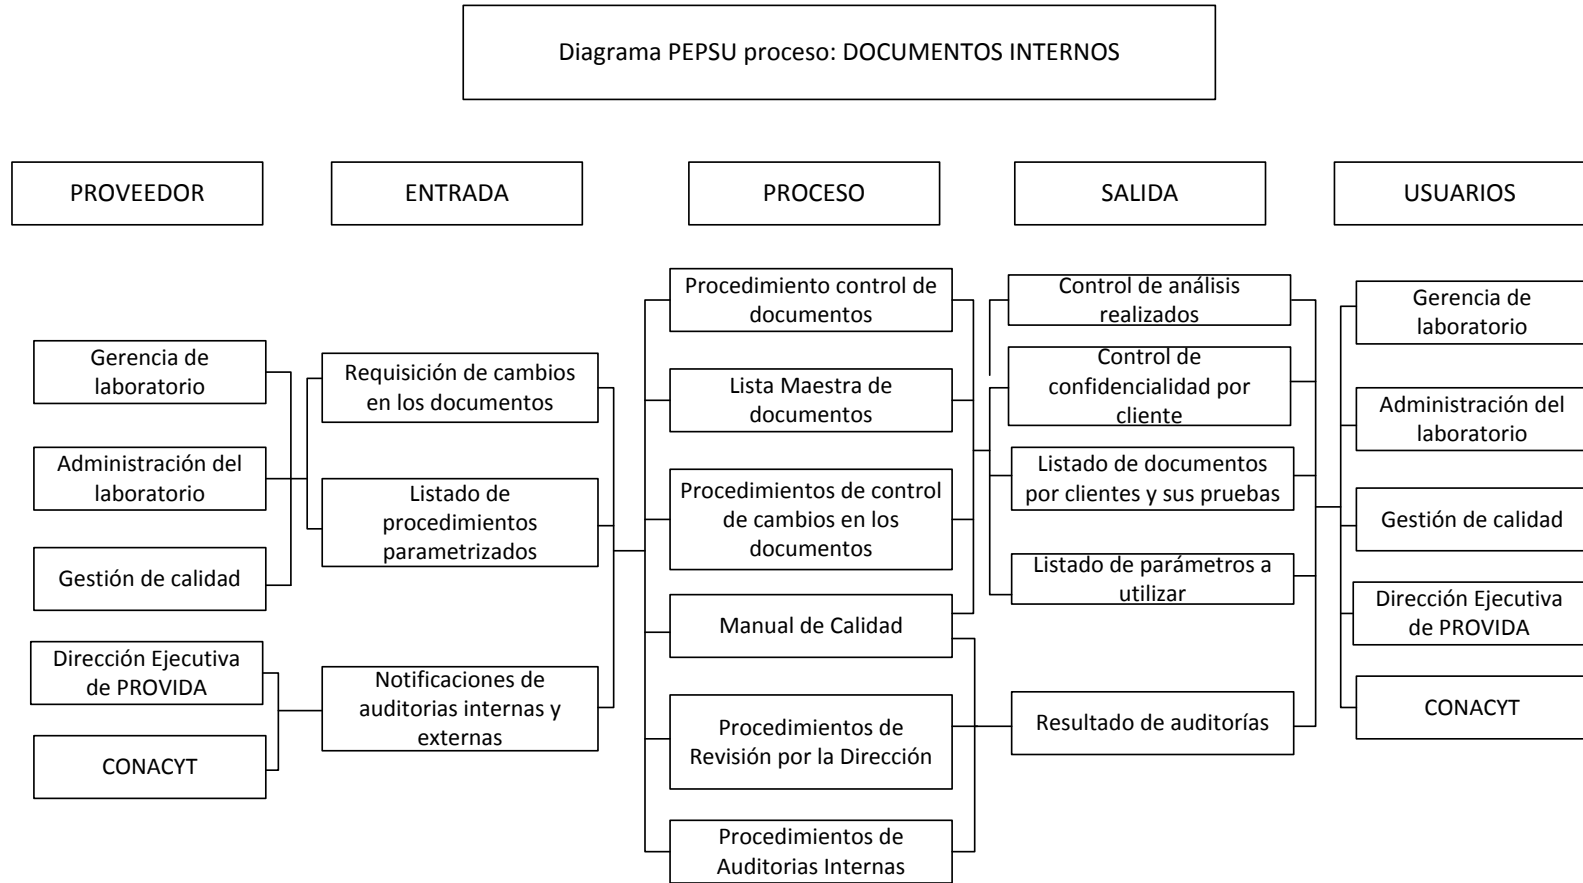 Diagrama PEPSU proceso: DOCUMENTOS INTERNOS
PROVEEDOR
ENTRADA
PROCESO
SALIDA
USUARIOS
Gerencia de
laboratorio
Administración del
laboratorio
Gestión de calidad
Dirección Ejecutiva
de PROVIDA
CONACYT
Requisición de cambios
en los documentos
Listado de
procedimientos
parametrizados
Notificaciones de
auditorias internas y
externas
Procedimiento control de
documentos
Lista Maestra de
documentos
Procedimientos de control
de cambios en los
documentos
Manual de Calidad
Procedimientos de
Revisión por la Dirección
Procedimientos de
Auditorias Internas
Control de análisis
realizados
Control de
confidencialidad por
cliente
Listado de documentos
por clientes y sus pruebas
Listado de parámetros a
utilizar
Resultado de auditorías
Gerencia de
laboratorio
Administración del
laboratorio
Gestión de calidad
Dirección Ejecutiva
de PROVIDA
CONACYT